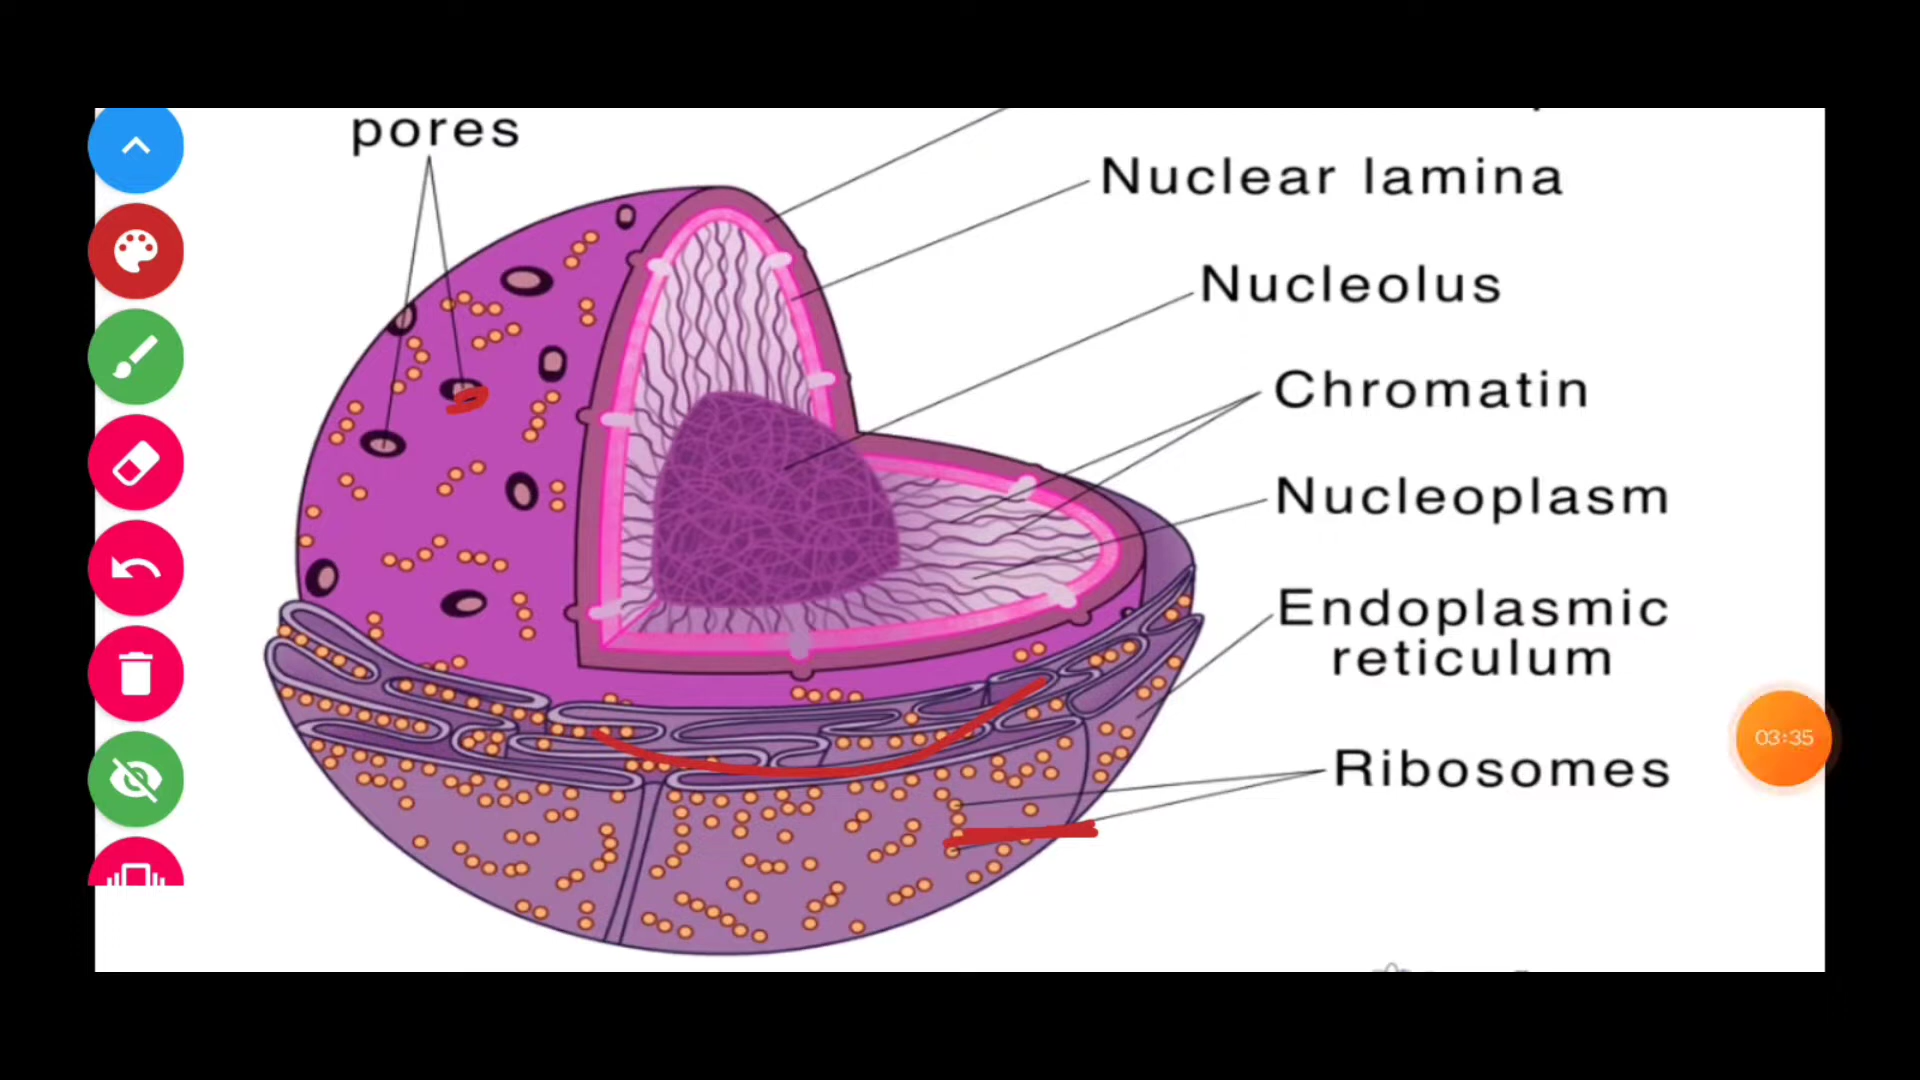 pores
Nuclear lamina
Nucleolus
Chromatin
Nucleoplasm
Endoplasmic
reticulum
Ribosomes
03:35